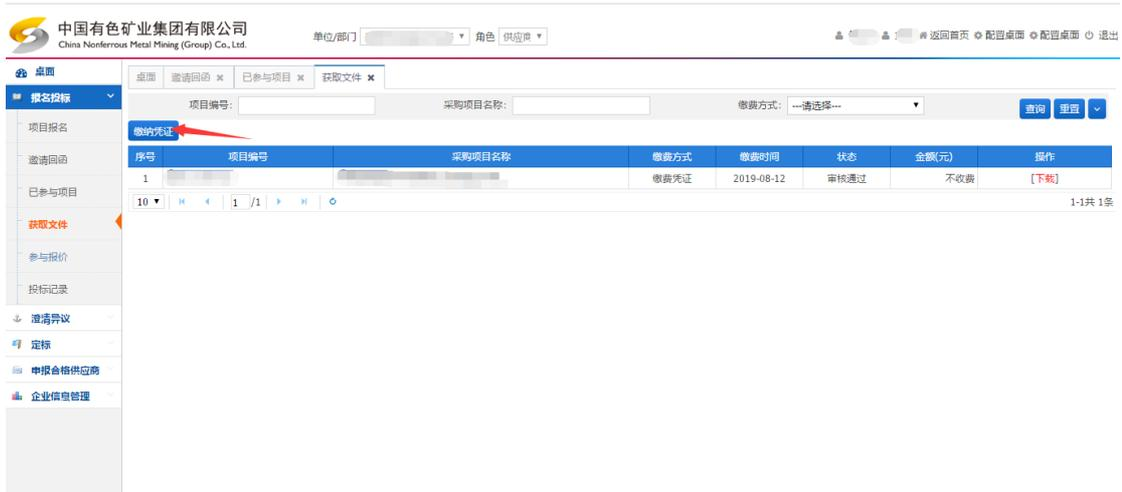 中国有色矿业集团有限公司
China Nonferrous Metal Mining (Group) Co., Ltd.
单位/部门 角色 供应商
返回首页 配置桌面 配置桌面 退出
桌面
报名投标
项目报名
邀请回函
已参与项目
获取文件
参与报价
投标记录
澄清异议
定标
申报合格供应商
企业信息管理
桌面 邀请回函 已参与项目 获取文件
项目编号: 采购项目名称: 缴费方式: ---请选择--- 查询 重置
缴纳凭证
序号 项目编号 采购项目名称 缴费方式 缴费时间 状态 金额(元) 操作
1 缴费凭证 2019-08-12 审核通过 不收费 [下载]
10 1 /1 1-1共 1条